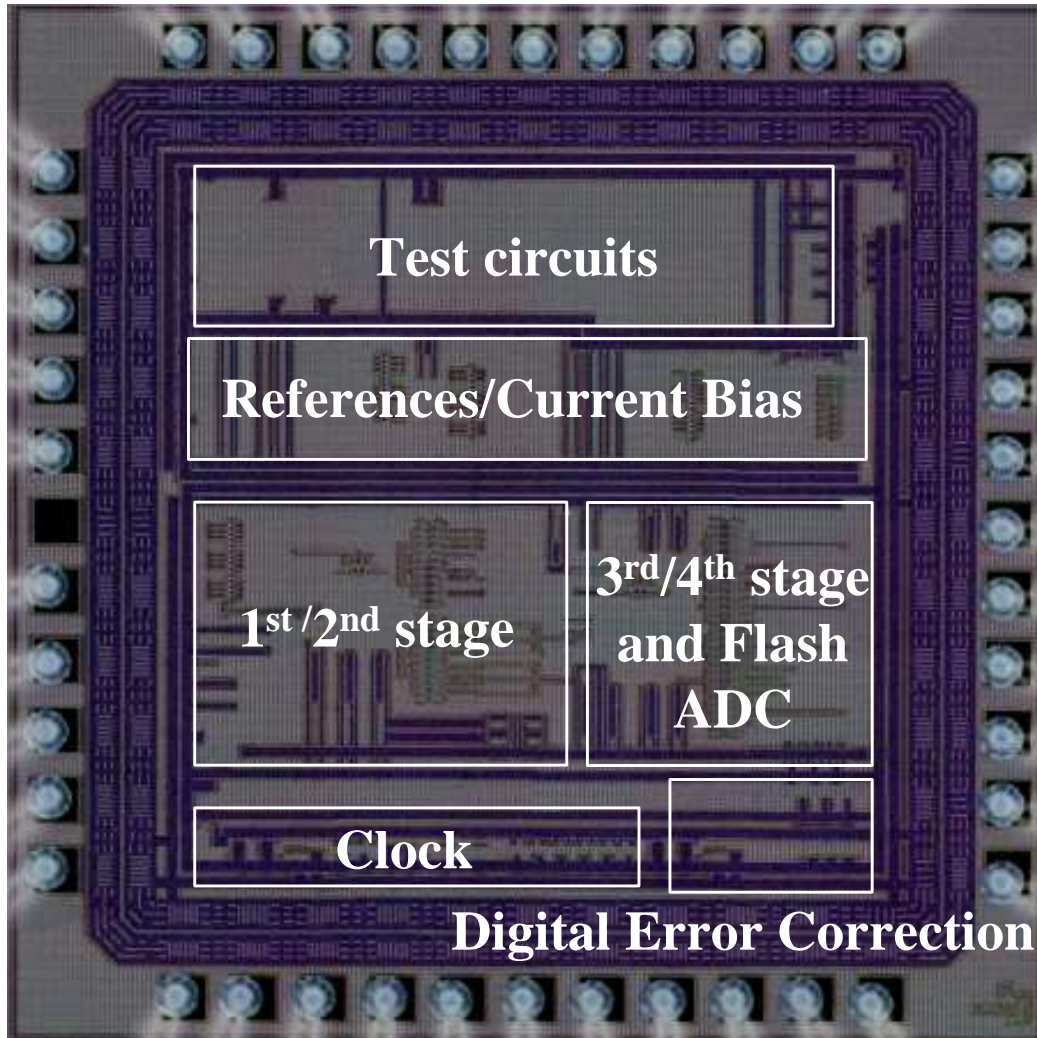 Test circuits
References/Current Bias
1st /2nd stage
3rd/4th stage
and Flash
ADC
Clock
Digital Error Correction